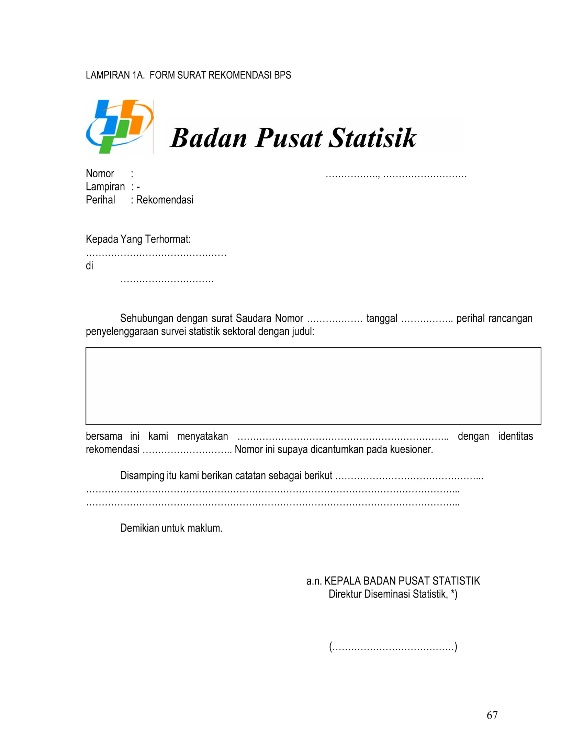 LAMPIRAN 1A. FORM SURAT REKOMENDASI BPS
Badan Pusat Statisik
Nomor : ………………, ………………………
Lampiran : -
Perihal : Rekomendasi
Kepada Yang Terhormat:
………………………………………
di
…………………………
Sehubungan dengan surat Saudara Nomor ……………… tanggal …………….. perihal rancangan
penyelenggaraan survei statistik sektoral dengan judul:
bersama ini kami menyatakan ………………………………………………………….. dengan identitas
rekomendasi ……………………….. Nomor ini supaya dicantumkan pada kuesioner.
Disamping itu kami berikan catatan sebagai berikut ………………………………………...
………………………………………………………………………………………………………...
………………………………………………………………………………………………………...
Demikian untuk maklum.
a.n. KEPALA BADAN PUSAT STATISTIK
Direktur Diseminasi Statistik, *)
(…………………………………)
67